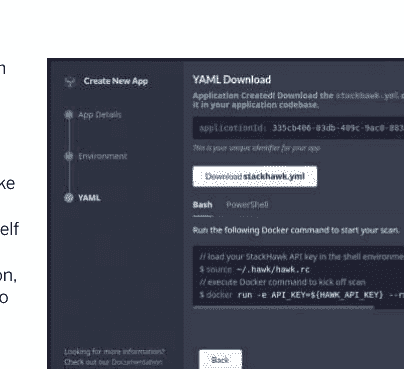 n
ke
elf
on,
o
Create New App
App Details
Environment
YAML
Looking for more information?
Check out our Documentation
YAML Download
Application Created! Download the stackhawk.yml
it in your application codebase.
applicationId: 335cb406-03db-409c-9ac0-083
This is your unique identifier for your app
Download stackhawk.yml
Bash PowerShell
Run the following Docker command to start your scan.
// load your StackHawk API key in the shell environme
$ source ~/.hawk/hawk.rc
// execute Docker command to kick off scan
$ docker run -e API_KEY=${HAWK_API_KEY} --r
Back